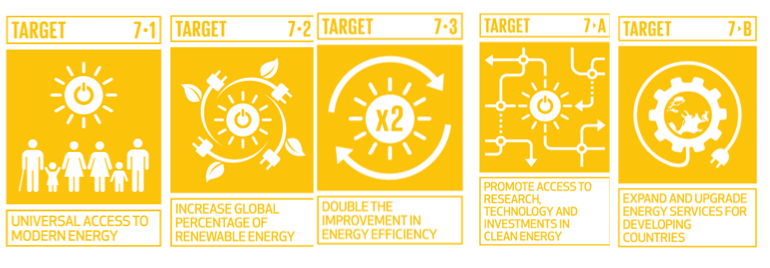 TARGET 7·1
UNIVERSAL ACCESS TO
MODERN ENERGY
TARGET 7·2
INCREASE GLOBAL
PERCENTAGE OF
RENEWABLE ENERGY
TARGET 7·3
x2
DOUBLE THE
IMPROVEMENT IN
ENERGY EFFICIENCY
TARGET 7·A
PROMOTE ACCESS TO
RESEARCH,
TECHNOLOGY AND
INVESTMENTS IN
CLEAN ENERGY
TARGET 7·B
EXPAND AND UPGRADE
ENERGY SERVICES FOR
DEVELOPING
COUNTRIES